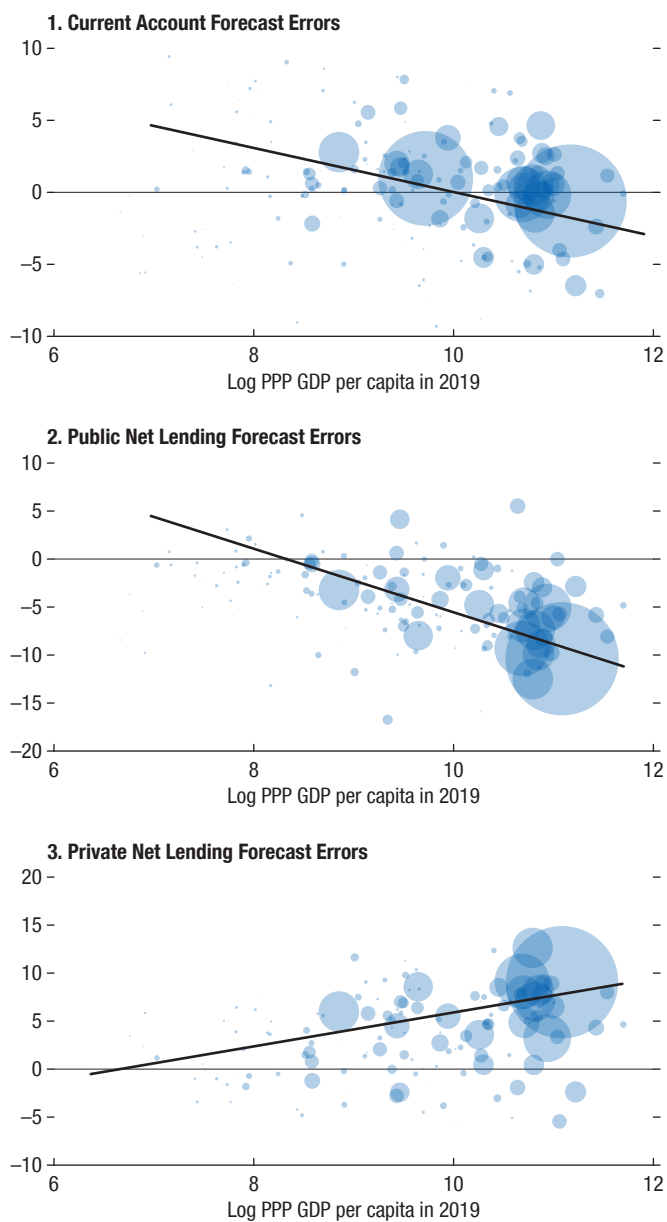 1. Current Account Forecast Errors
10
5
0
–5
–10
6 8 10 12
Log PPP GDP per capita in 2019
2. Public Net Lending Forecast Errors
10
5
0
–5
–10
–15
–20
6 8 10 12
Log PPP GDP per capita in 2019
3. Private Net Lending Forecast Errors
20
15
10
5
0
–5
–10
6 8 10 12
Log PPP GDP per capita in 2019